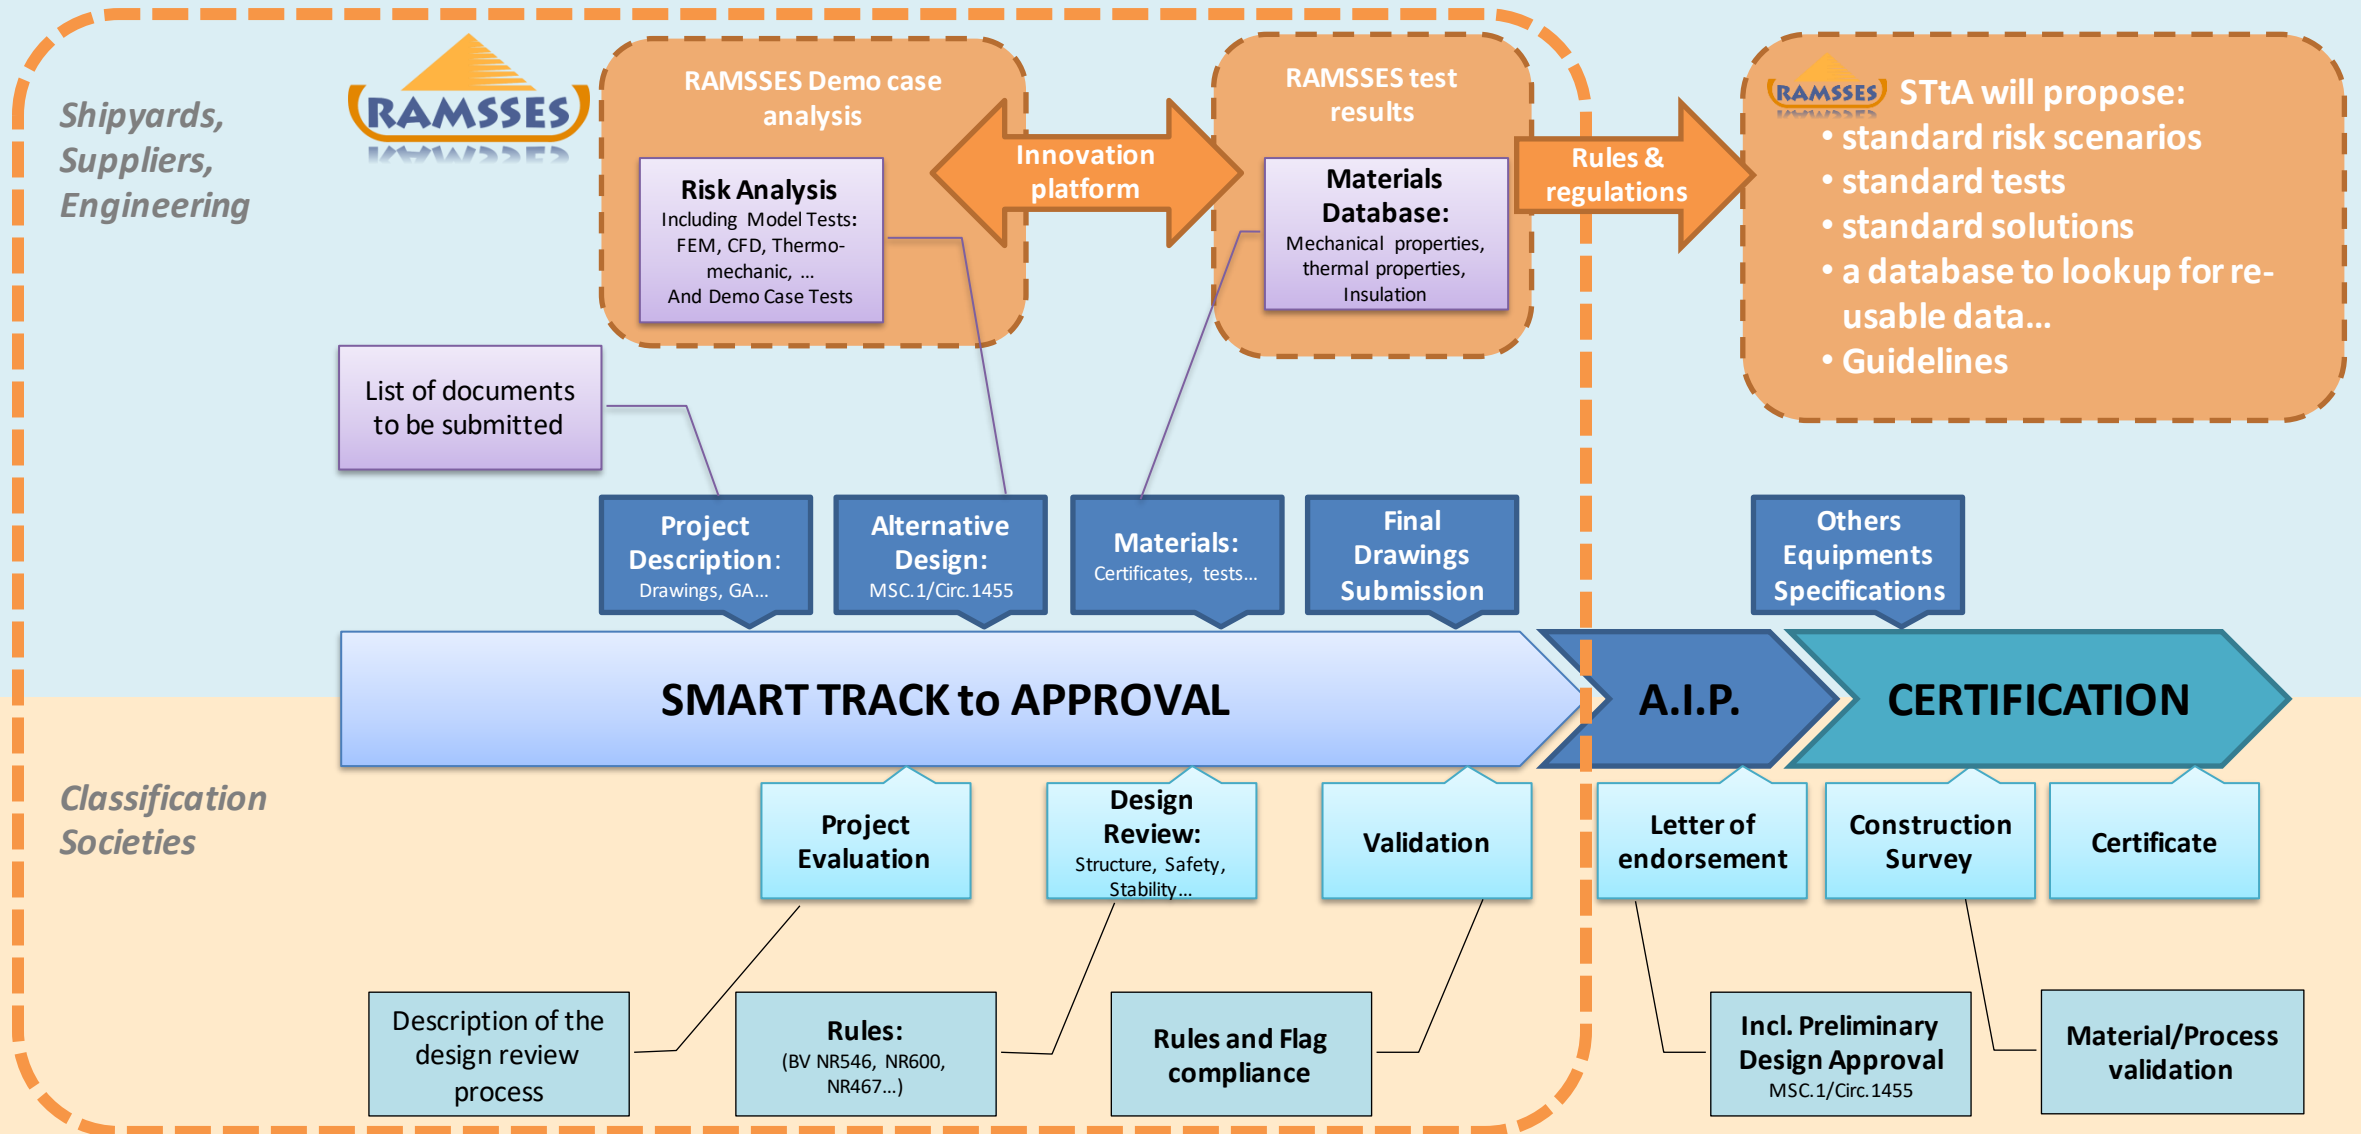 Shipyards,
Suppliers,
Engineering
RAMSSES
RAMSSES Demo case
analysis
Risk Analysis
Including Model Tests:
FEM, CFD, Thermo-
mechanic, ...
And Demo Case Tests
Innovation
platform
RAMSSES test
results
Materials
Database:
Mechanical properties,
thermal properties,
Insulation
Rules &
regulations
RAMSSES
STtA will propose:
• standard risk scenarios
• standard tests
• standard solutions
• a database to lookup for re-
usable data...
• Guidelines
List of documents
to be submitted
Project
Description:
Drawings, GA...
Alternative
Design:
MSC.1/Circ.1455
Materials:
Certificates, tests...
Final
Drawings
Submission
Others
Equipments
Specifications
SMART TRACK to APPROVAL
A.I.P.
CERTIFICATION
Classification
Societies
Project
Evaluation
Design
Review:
Structure, Safety,
Stability...
Validation
Letter of
endorsement
Construction
Survey
Certificate
Description of the
design review
process
Rules:
(BV NR546, NR600,
NR467...)
Rules and Flag
compliance
Incl. Preliminary
Design Approval
MSC.1/Circ.1455
Material/Process
validation